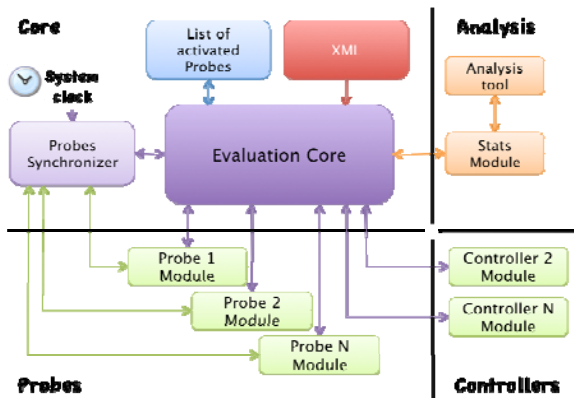 Core
Analysis
List of
activated
Probes
XMI
Analysis
tool
System
clock
Probes
Synchronizer
Evaluation Core
Stats
Module
Probe 1
Module
Controller 2
Module
Probe 2
Module
Controller N
Module
Probe N
Module
Probes
Controllers